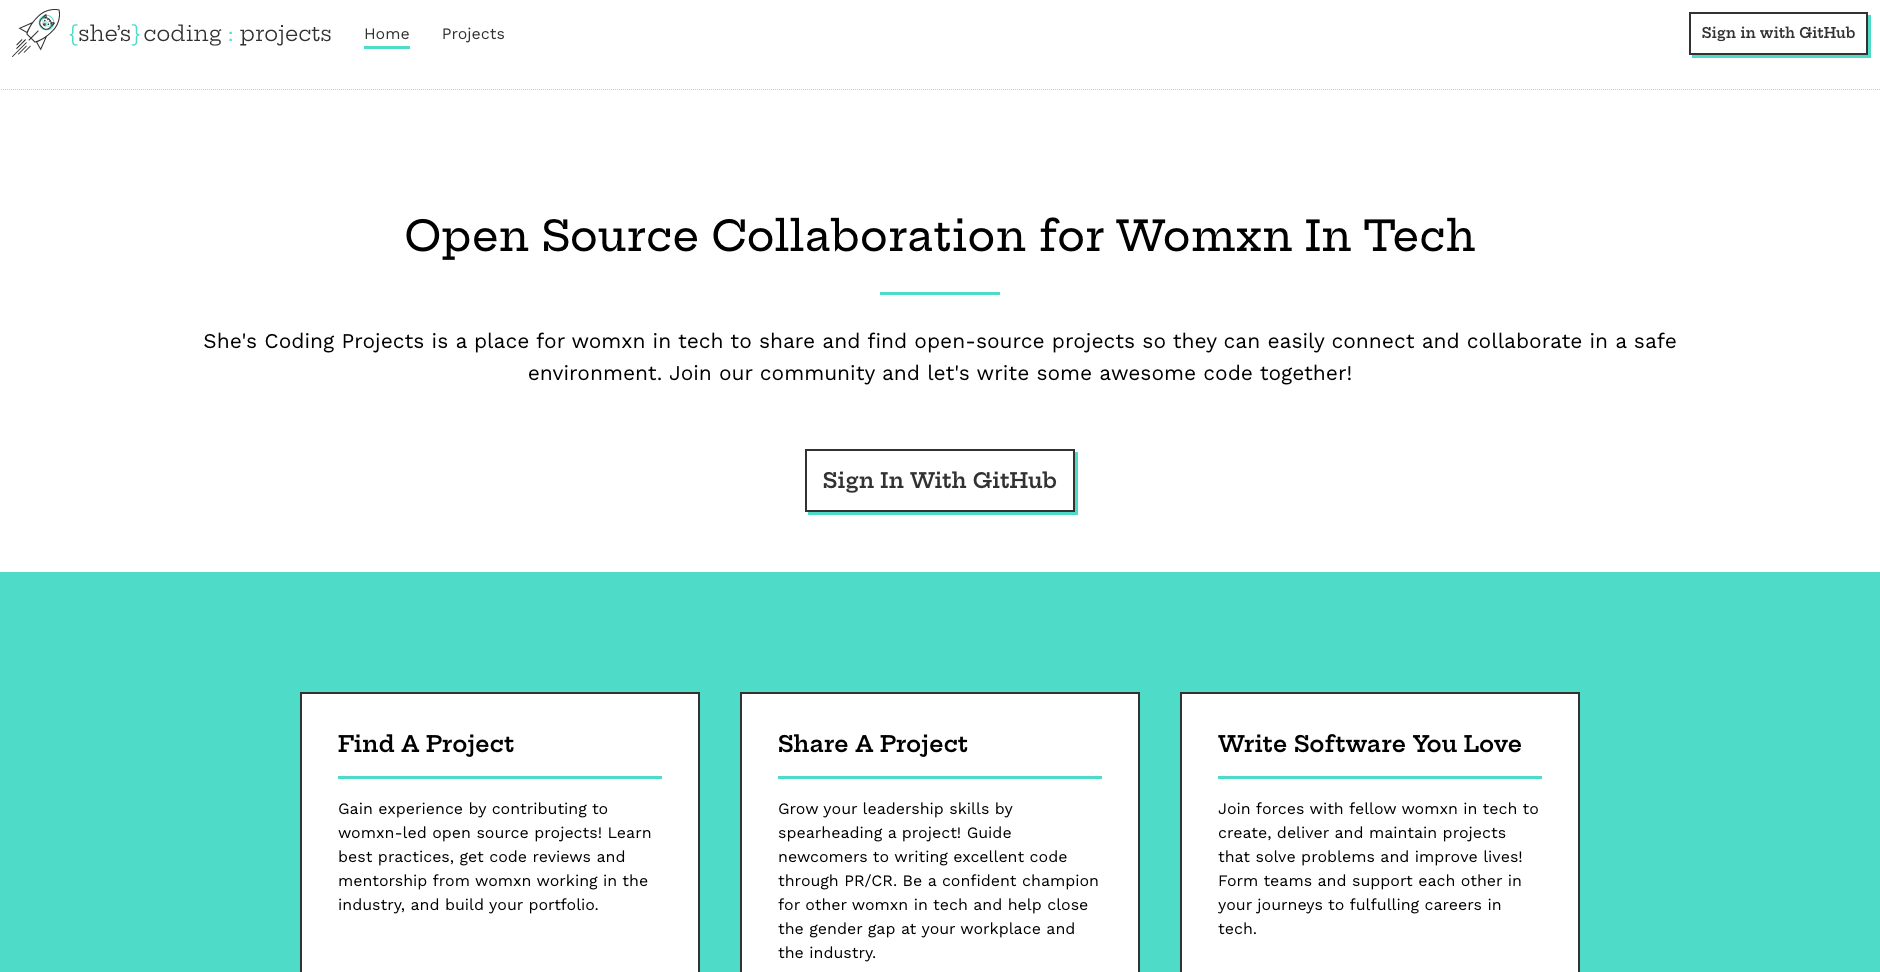 {she's} coding : projects
Home
Projects
Sign in with GitHub
Open Source Collaboration for Womxn In Tech
She's Coding Projects is a place for womxn in tech to share and find open-source projects so they can easily connect and collaborate in a safe
environment. Join our community and let's write some awesome code together!
Sign In With GitHub
Find A Project
Gain experience by contributing to
womxn-led open source projects! Learn
best practices, get code reviews and
mentorship from womxn working in the
industry, and build your portfolio.
Share A Project
Grow your leadership skills by
spearheading a project! Guide
newcomers to writing excellent code
through PR/CR. Be a confident champion
for other womxn in tech and help close
the gender gap at your workplace and
the industry.
Write Software You Love
Join forces with fellow womxn in tech to
create, deliver and maintain projects
that solve problems and improve lives!
Form teams and support each other in
your journeys to fulfulling careers in
tech.